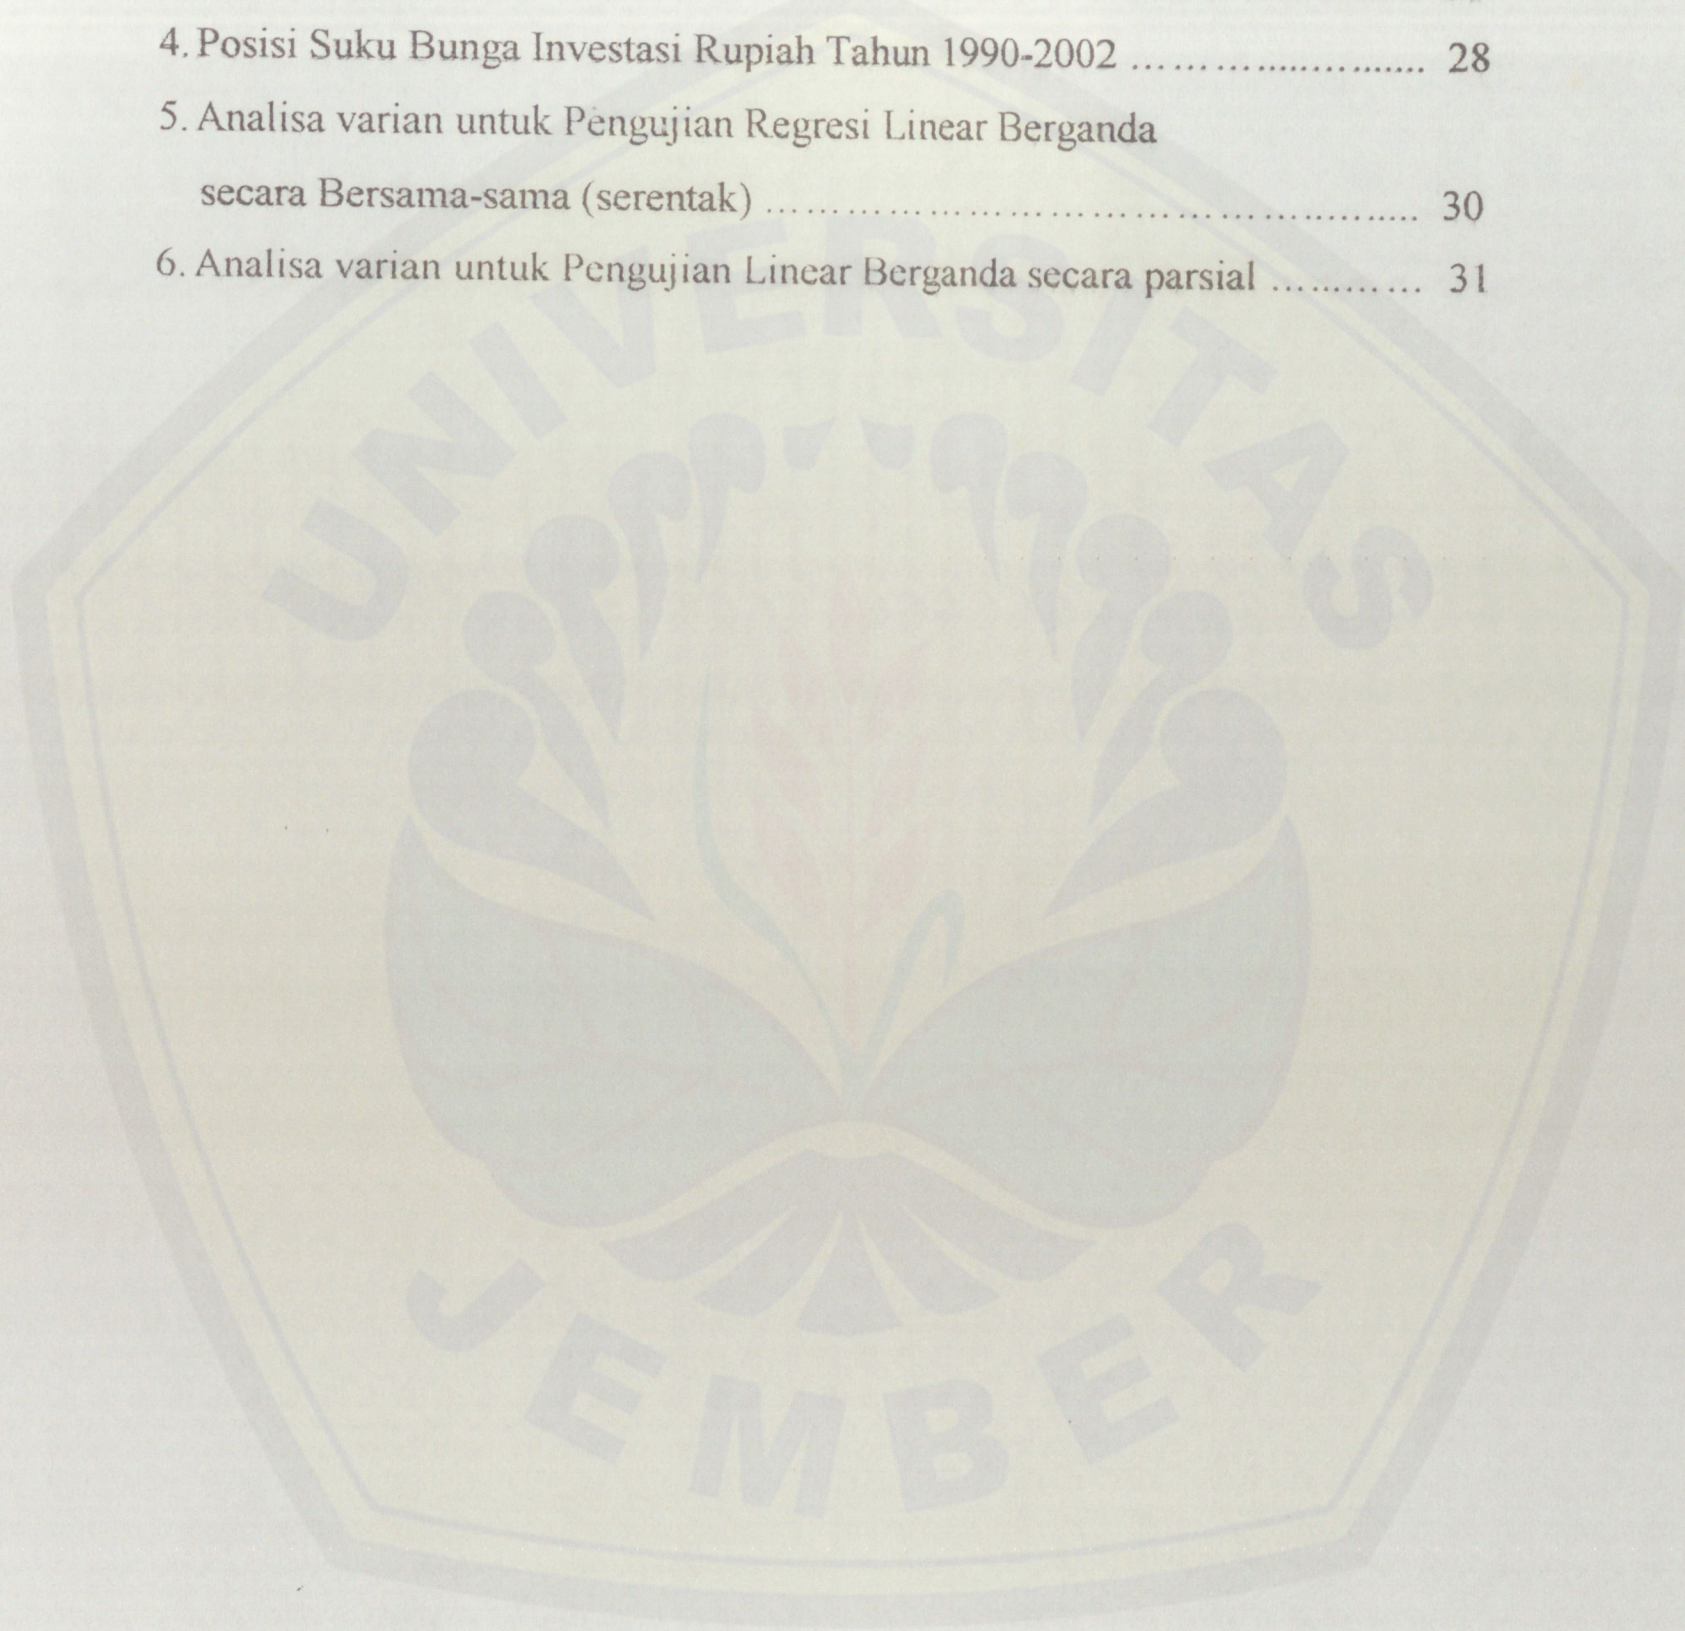 4. Posisi Suku Bunga Investasi Rupiah Tahun 1990-2002 ........................ 28
5. Analisa varian untuk Pengujian Regresi Linear Berganda
secara Bersama-sama (serentak) ................................................ 30
6. Analisa varian untuk Pengujian Linear Berganda secara parsial ............ 31
UNIVERSITAS
JEMBER